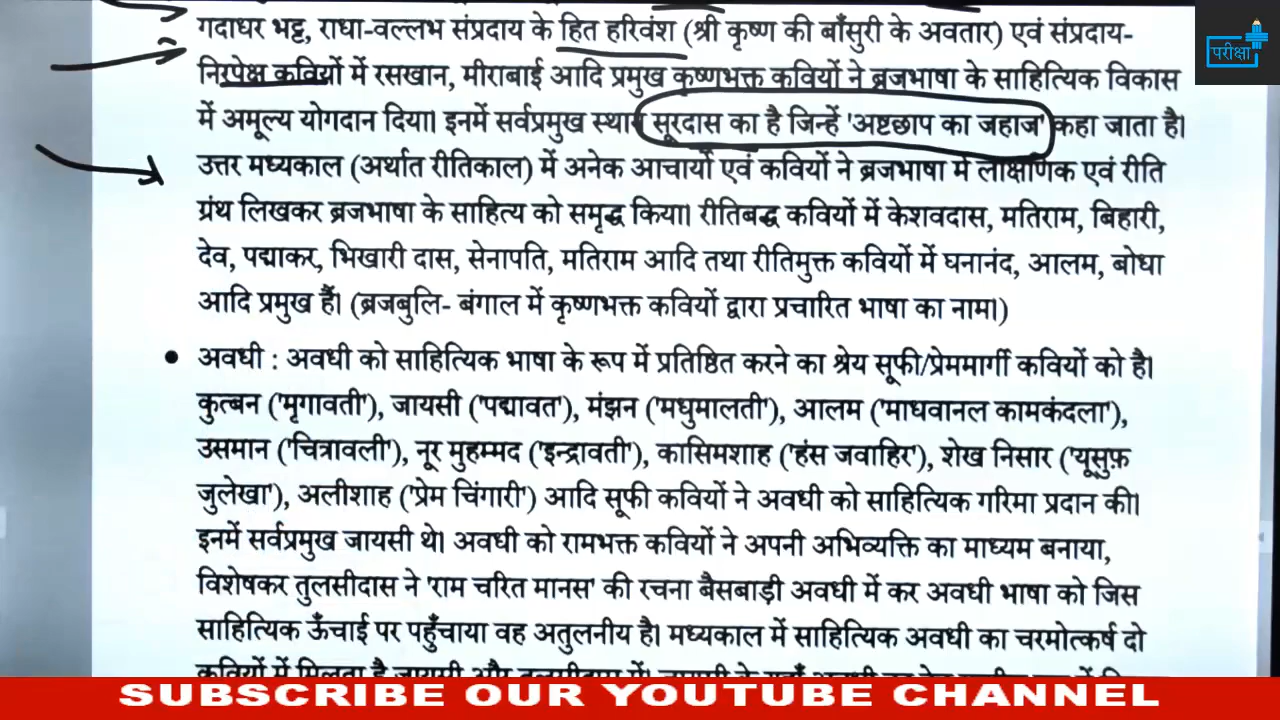 गदाधर भट्ट, राधा-वल्लभ संप्रदाय के हित हरिवंश (श्री कृष्ण की बाँसुरी के अवतार) एवं संप्रदाय-
निरपेक्ष कवियों में रसखान, मीराबाई आदि प्रमुख कृष्णभक्त कवियों ने ब्रजभाषा के साहित्यिक विकास
में अमूल्य योगदान दिया। इनमें सर्वप्रमुख स्थान सूरदास का है जिन्हें 'अष्टछाप का जहाज' कहा जाता है।
उत्तर मध्यकाल (अर्थात रीतिकाल) में अनेक आचार्यों एवं कवियों ने ब्रजभाषा में लाक्षणिक एवं रीति
ग्रंथ लिखकर ब्रजभाषा के साहित्य को समृद्ध किया। रीतिबद्ध कवियों में केशवदास, मतिराम, बिहारी,
देव, पद्माकर, भिखारी दास, सेनापति, मतिराम आदि तथा रीतिमुक्त कवियों में घनानंद, आलम, बोधा
आदि प्रमुख हैं। (ब्रजबुलि- बंगाल में कृष्णभक्त कवियों द्वारा प्रचारित भाषा का नाम।)
• अवधी : अवधी को साहित्यिक भाषा के रूप में प्रतिष्ठित करने का श्रेय सूफी/प्रेममार्गी कवियों को है।
कुत्बन ('मृगावती'), जायसी ('पद्मावत'), मंझन ('मधुमालती'), आलम ('माधवानल कामकंदला'),
उसमान ('चित्रावली'), नूर मुहम्मद ('इन्द्रावती'), कासिमशाह ('हंस जवाहिर'), शेख निसार ('यूसुफ़
जुलेखा'), अलीशाह ('प्रेम चिंगारी') आदि सूफी कवियों ने अवधी को साहित्यिक गरिमा प्रदान की।
इनमें सर्वप्रमुख जायसी थे। अवधी को रामभक्त कवियों ने अपनी अभिव्यक्ति का माध्यम बनाया,
विशेषकर तुलसीदास ने 'राम चरित मानस' की रचना बैसबाड़ी अवधी में कर अवधी भाषा को जिस
साहित्यिक ऊँचाई पर पहुँचाया वह अतुलनीय है। मध्यकाल में साहित्यिक अवधी का चरमोत्कर्ष दो
कवियों में मिलता है जायसी और तुलसीदास में।
परीक्षा
SUBSCRIBE OUR YOUTUBE CHANNEL